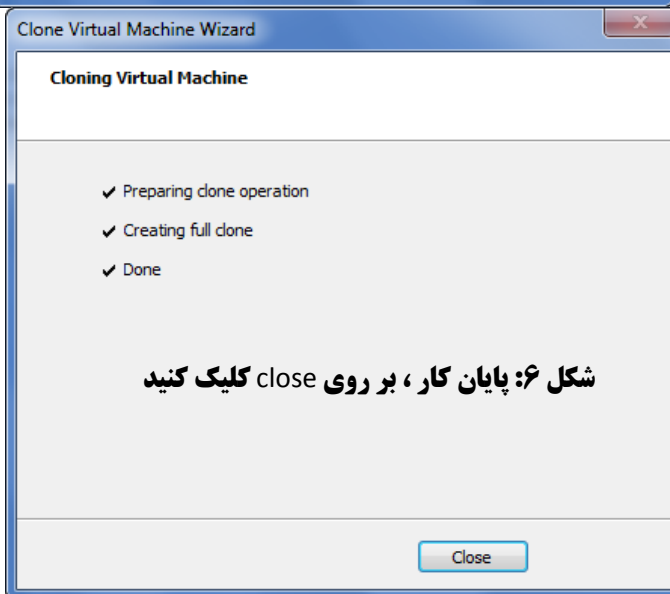 Clone Virtual Machine Wizard
Cloning Virtual Machine
✔ Preparing clone operation
✔ Creating full clone
✔ Done
شکل ۶: پایان کار ، بر روی close کلیک کنید
Close